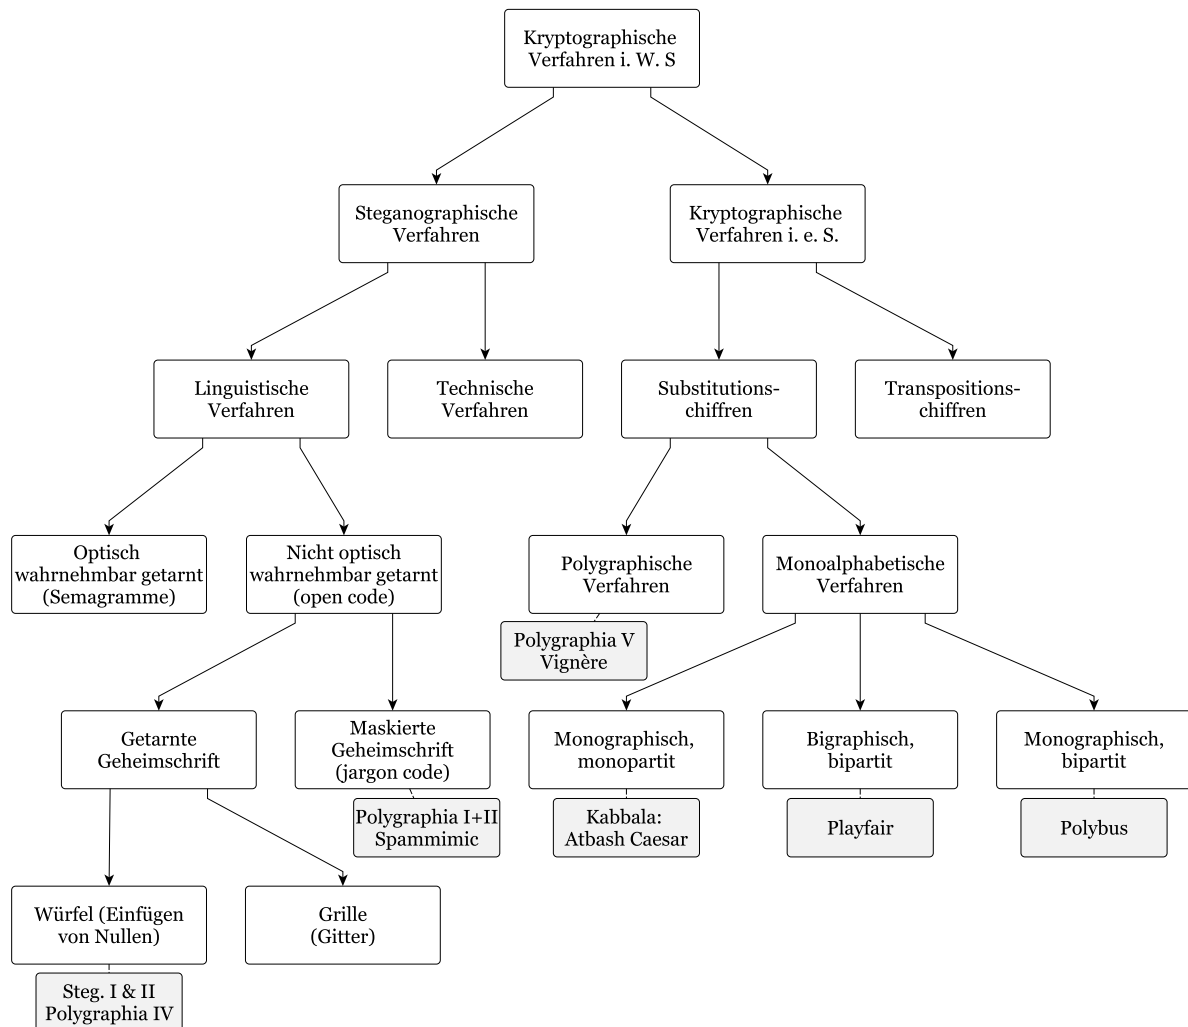 Kryptographische
Verfahren i. W. S
Steganographische
Verfahren
Kryptographische
Verfahren i. e. S.
Linguistische
Verfahren
Technische
Verfahren
Substitutions-
chiffren
Transpositions-
chiffren
Optisch
wahrnehmbar getarnt
(Semagramme)
Nicht optisch
wahrnehmbar getarnt
(open code)
Polygraphische
Verfahren
Monoalphabetische
Verfahren
Polygraphia V
Vignère
Getarnte
Geheimschrift
Maskierte
Geheimschrift
(jargon code)
Monographisch,
monopartit
Bigraphisch,
bipartit
Monographisch,
bipartit
Polygraphia I+II
Spammimic
Kabbala:
Atbash Caesar
Playfair
Polybus
Würfel (Einfügen
von Nullen)
Grille
(Gitter)
Steg. I & II
Polygraphia IV